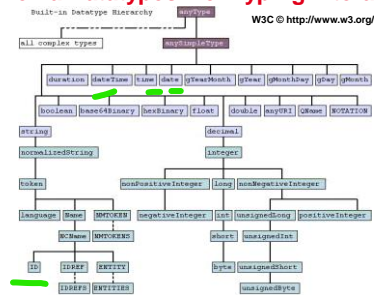 Built-in Datatype Hierarchy anyType
W3C © http://www.w3.org/
all complex types anySimpleType
duration dateTime time date gYearMonth gYear gMonthDay gDay gMonth
boolean base64Binary hexBinary float double anyURI QName NOTATION
string decimal
normalizedString integer
token nonPositiveInteger long nonNegativeInteger
language Name NMTOKEN negativeInteger int unsignedLong positiveInteger
NCName NMTOKENS short unsignedInt
ID IDREF ENTITY byte unsignedShort
IDREFS ENTITIES unsignedByte